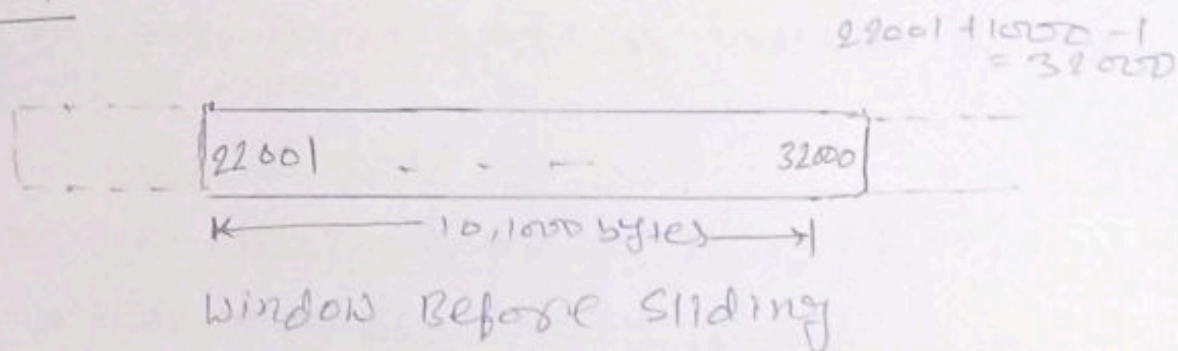 22001 + 10000 - 1
= 32000
22001 - - - 32000
10,1000 bytes
Window Before Sliding